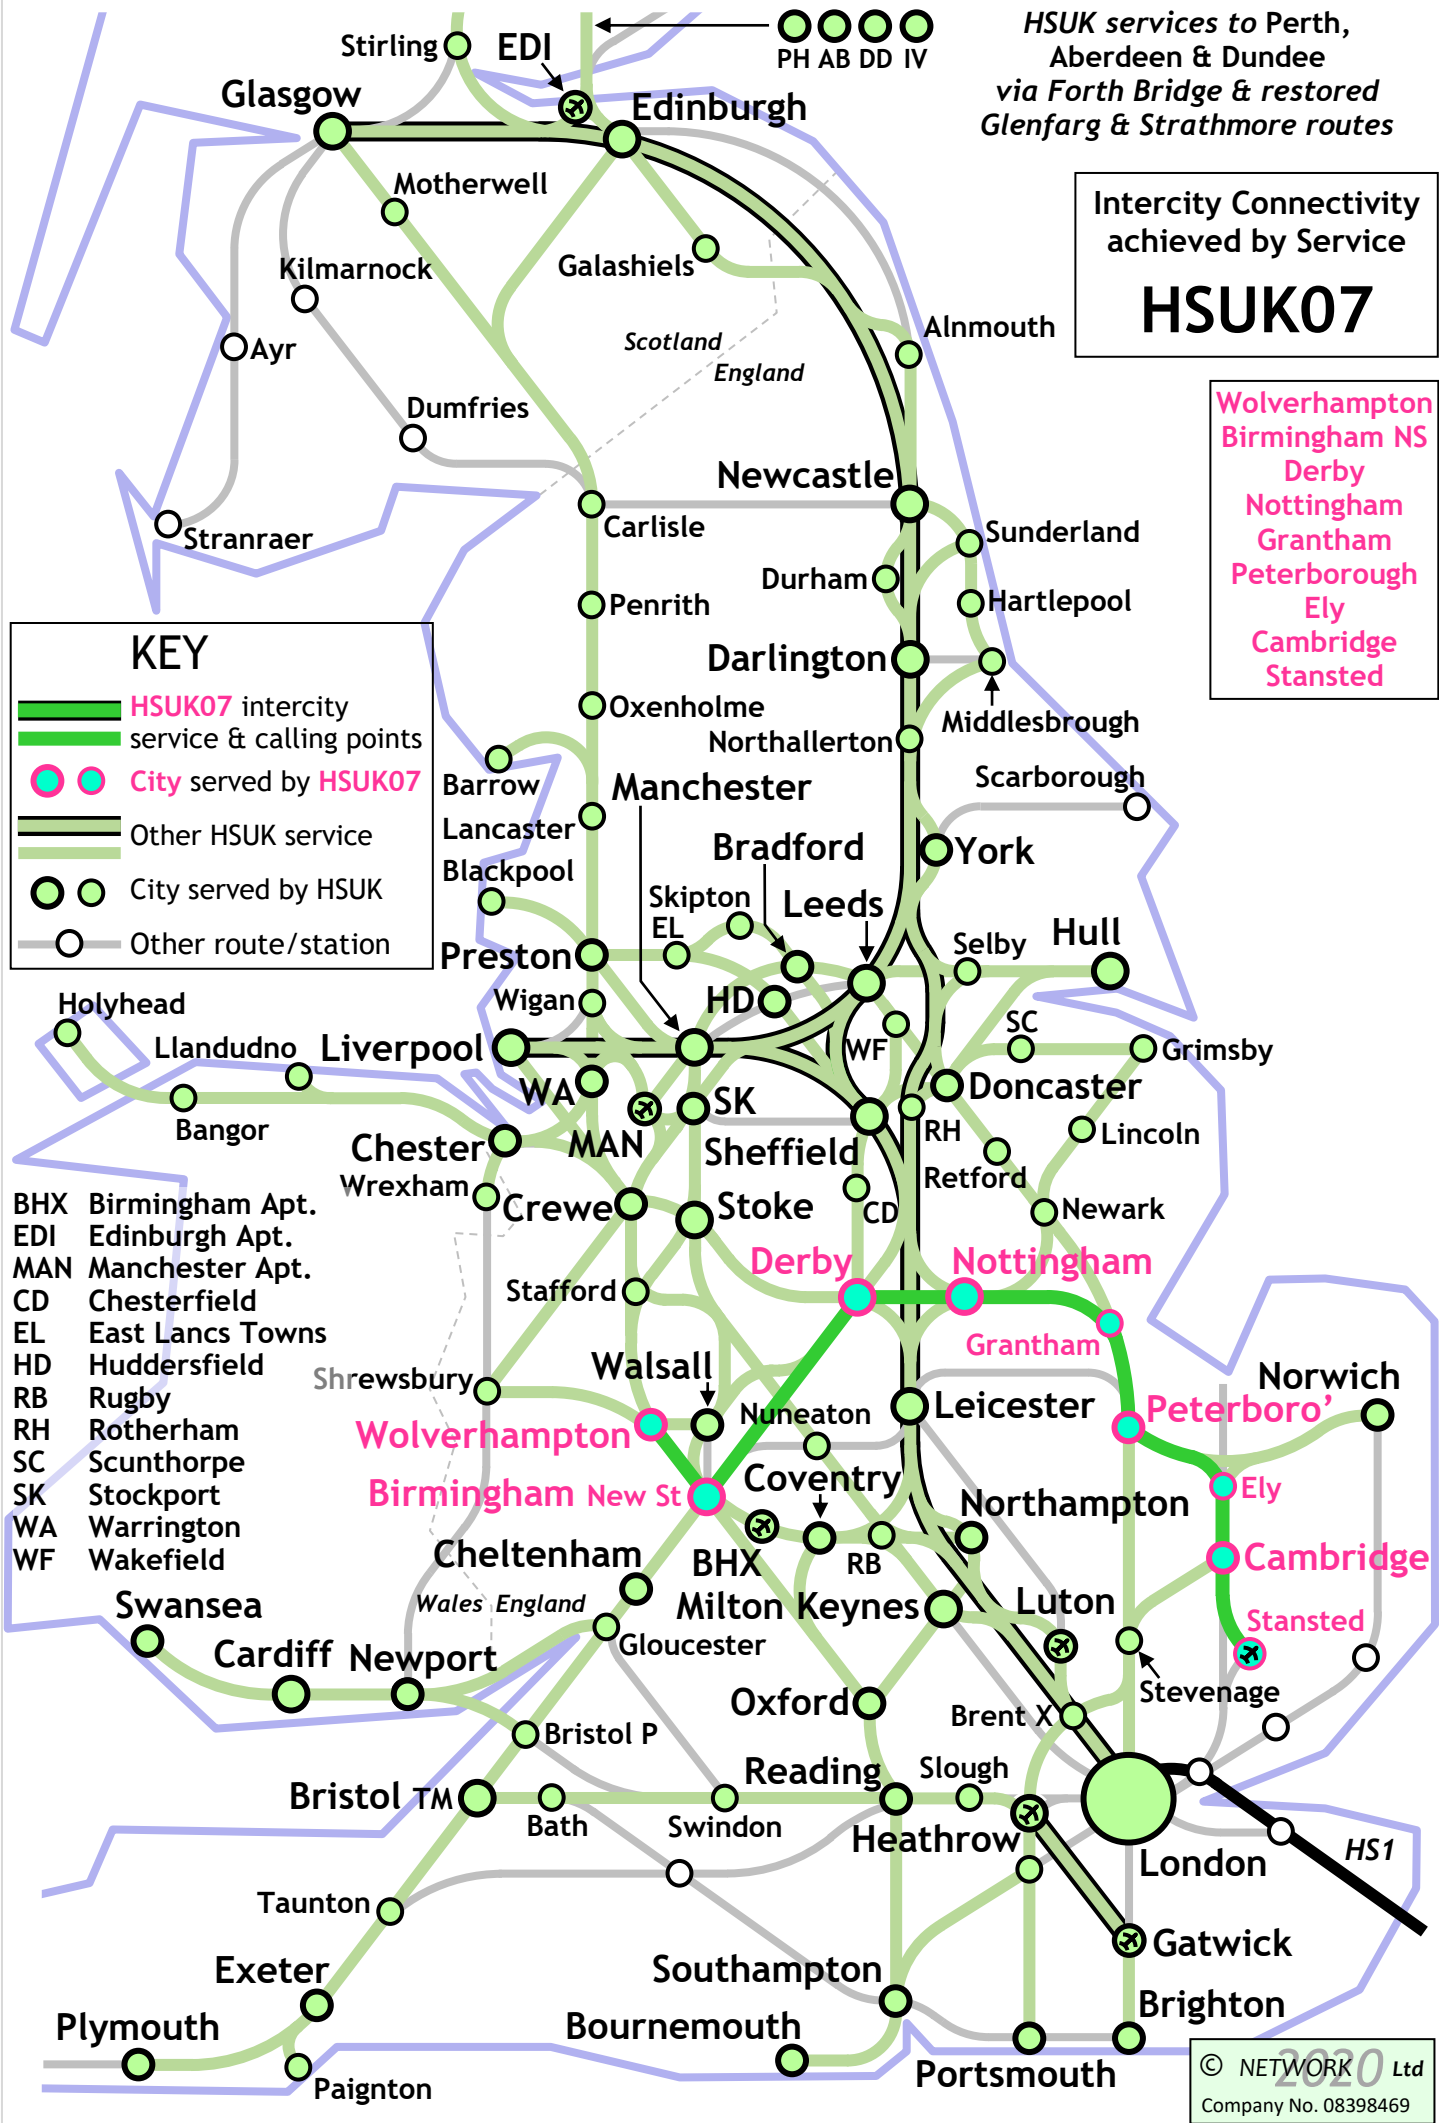 HSUK services to Perth,
Aberdeen & Dundee
via Forth Bridge & restored
Glenfarg & Strathmore routes
PH AB DD IV
Stirling
EDI
Glasgow
Edinburgh
Intercity Connectivity
achieved by Service
HSUK07
Motherwell
Kilmarnock
Galashiels
Ayr
Scotland
England
Alnmouth
Dumfries
Wolverhampton
Birmingham NS
Derby
Nottingham
Grantham
Peterborough
Ely
Cambridge
Stansted
Newcastle
Stranraer
Carlisle
Sunderland
Durham
Penrith
Hartlepool
Darlington
KEY
HSUK07 intercity
service & calling points
City served by HSUK07
Other HSUK service
City served by HSUK
Other route/station
Oxenholme
Middlesbrough
Northallerton
Barrow
Manchester
Scarborough
Lancaster
Bradford
York
Blackpool
Skipton
EL
Leeds
Preston
Selby
Hull
Wigan
HD
Holyhead
Llandudno
Liverpool
WF
SC
Grimsby
WA
SK
Doncaster
Bangor
MAN
RH
Lincoln
Chester
Sheffield
Retford
Wrexham
Crewe
Stoke
CD
Newark
BHX Birmingham Apt.
EDI Edinburgh Apt.
MAN Manchester Apt.
CD Chesterfield
EL East Lancs Towns
HD Huddersfield
RB Rugby
RH Rotherham
SC Scunthorpe
SK Stockport
WA Warrington
WF Wakefield
Derby
Nottingham
Stafford
Grantham
Walsall
Shrewsbury
Norwich
Nuneaton
Leicester
Peterboro’
Wolverhampton
Coventry
Birmingham New St
Ely
Northampton
Cheltenham
BHX
RB
Cambridge
Wales England
Milton Keynes
Luton
Swansea
Stansted
Gloucester
Cardiff
Newport
Stevenage
Oxford
Brent X
Bristol P
Reading
Slough
Bristol TM
Bath
Swindon
Heathrow
London
HS1
Taunton
Gatwick
Exeter
Southampton
Brighton
Plymouth
Bournemouth
Portsmouth
Paignton
© NETWORK 2020 Ltd
Company No. 08398469